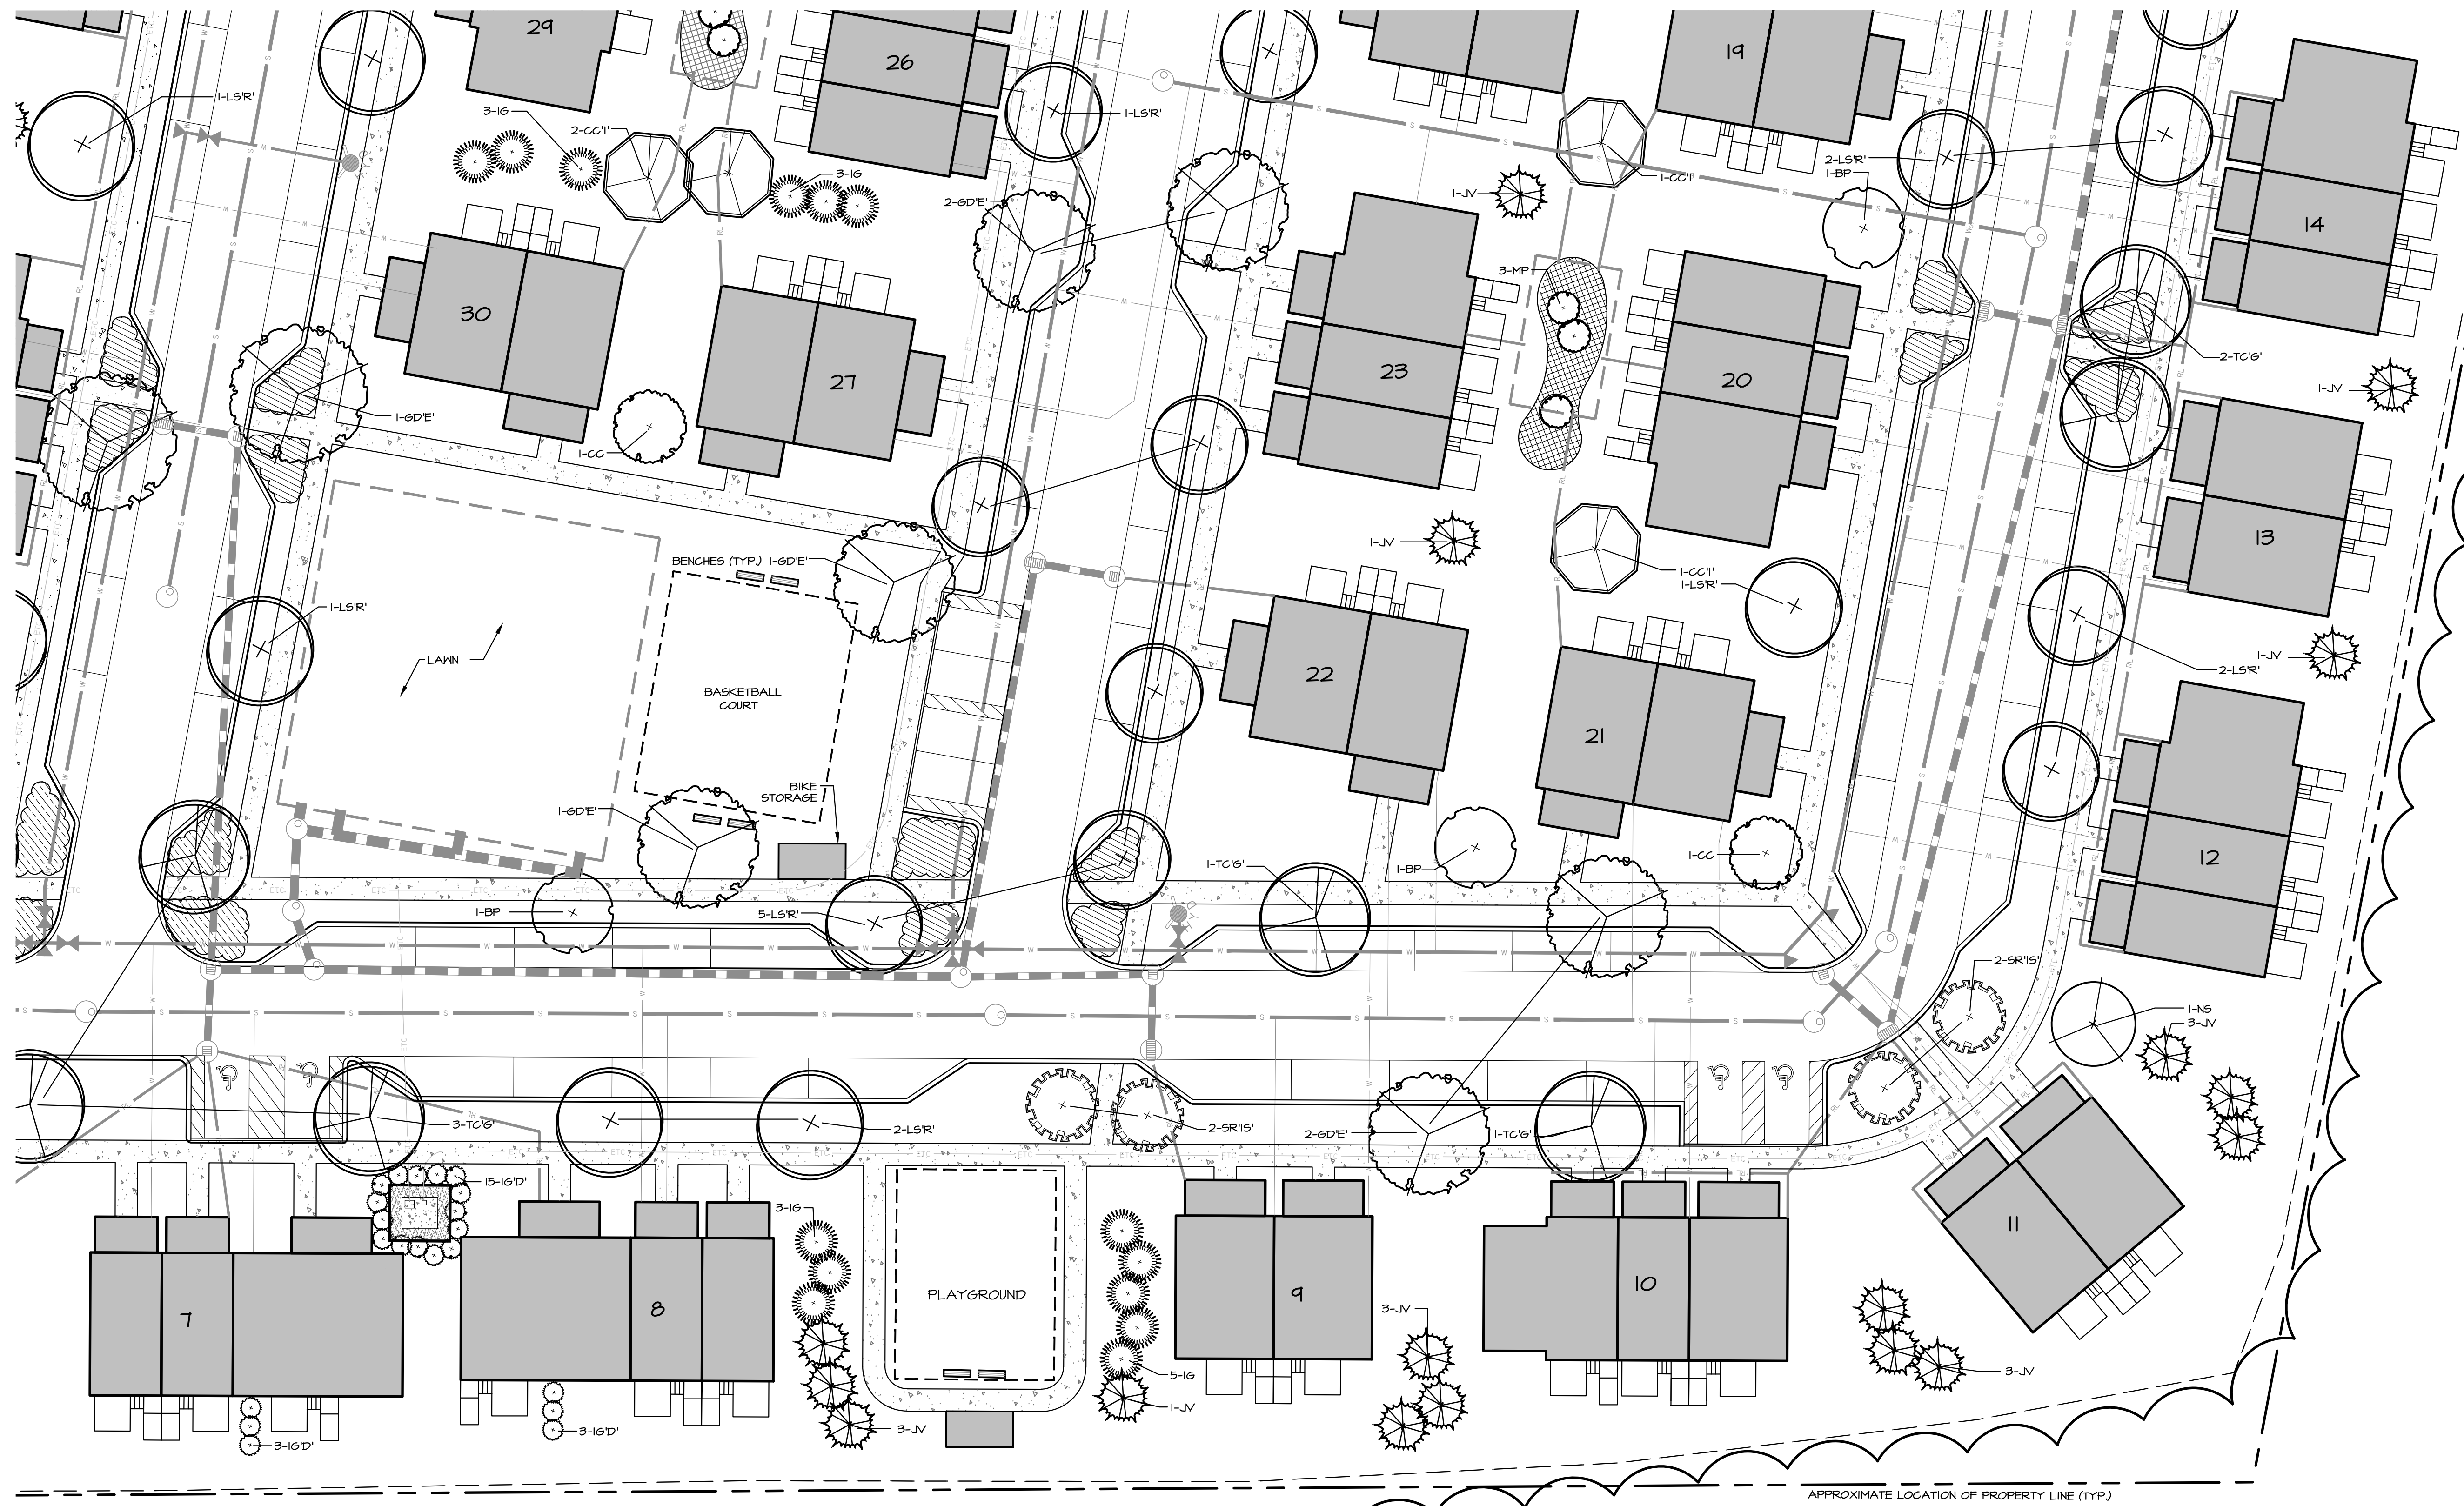 29
26
19
1-LS'R'
3-IG
2-CC'I'
1-LS'R'
2-LS'R'
1-BP
3-IG
1-CC'I'
1-JV
2-GD'E'
14
30
3-MP
27
23
20
2-TC'G'
1-JV
1-GD'E'
1-CC
13
1-JV
BENCHES (TYP.) 1-GD'E'
1-CC'I'
1-LS'R'
1-LS'R'
LAWN
1-JV
2-LS'R'
22
BASKETBALL
COURT
21
BIKE
STORAGE
1-GD'E'
1-TC'G'
1-BP
1-CC
12
1-BP
5-LS'R'
2-SR'IS'
1-NS
3-JV
3-TC'G'
2-LS'R'
2-SR'IS'
2-GD'E'
1-TC'G'
15-IG'D'
3-IG
11
7
8
PLAYGROUND
9
10
3-JV
5-IG
1-JV
3-JV
3-JV
3-IG'D'
3-IG'D'
APPROXIMATE LOCATION OF PROPERTY LINE (TYP.)